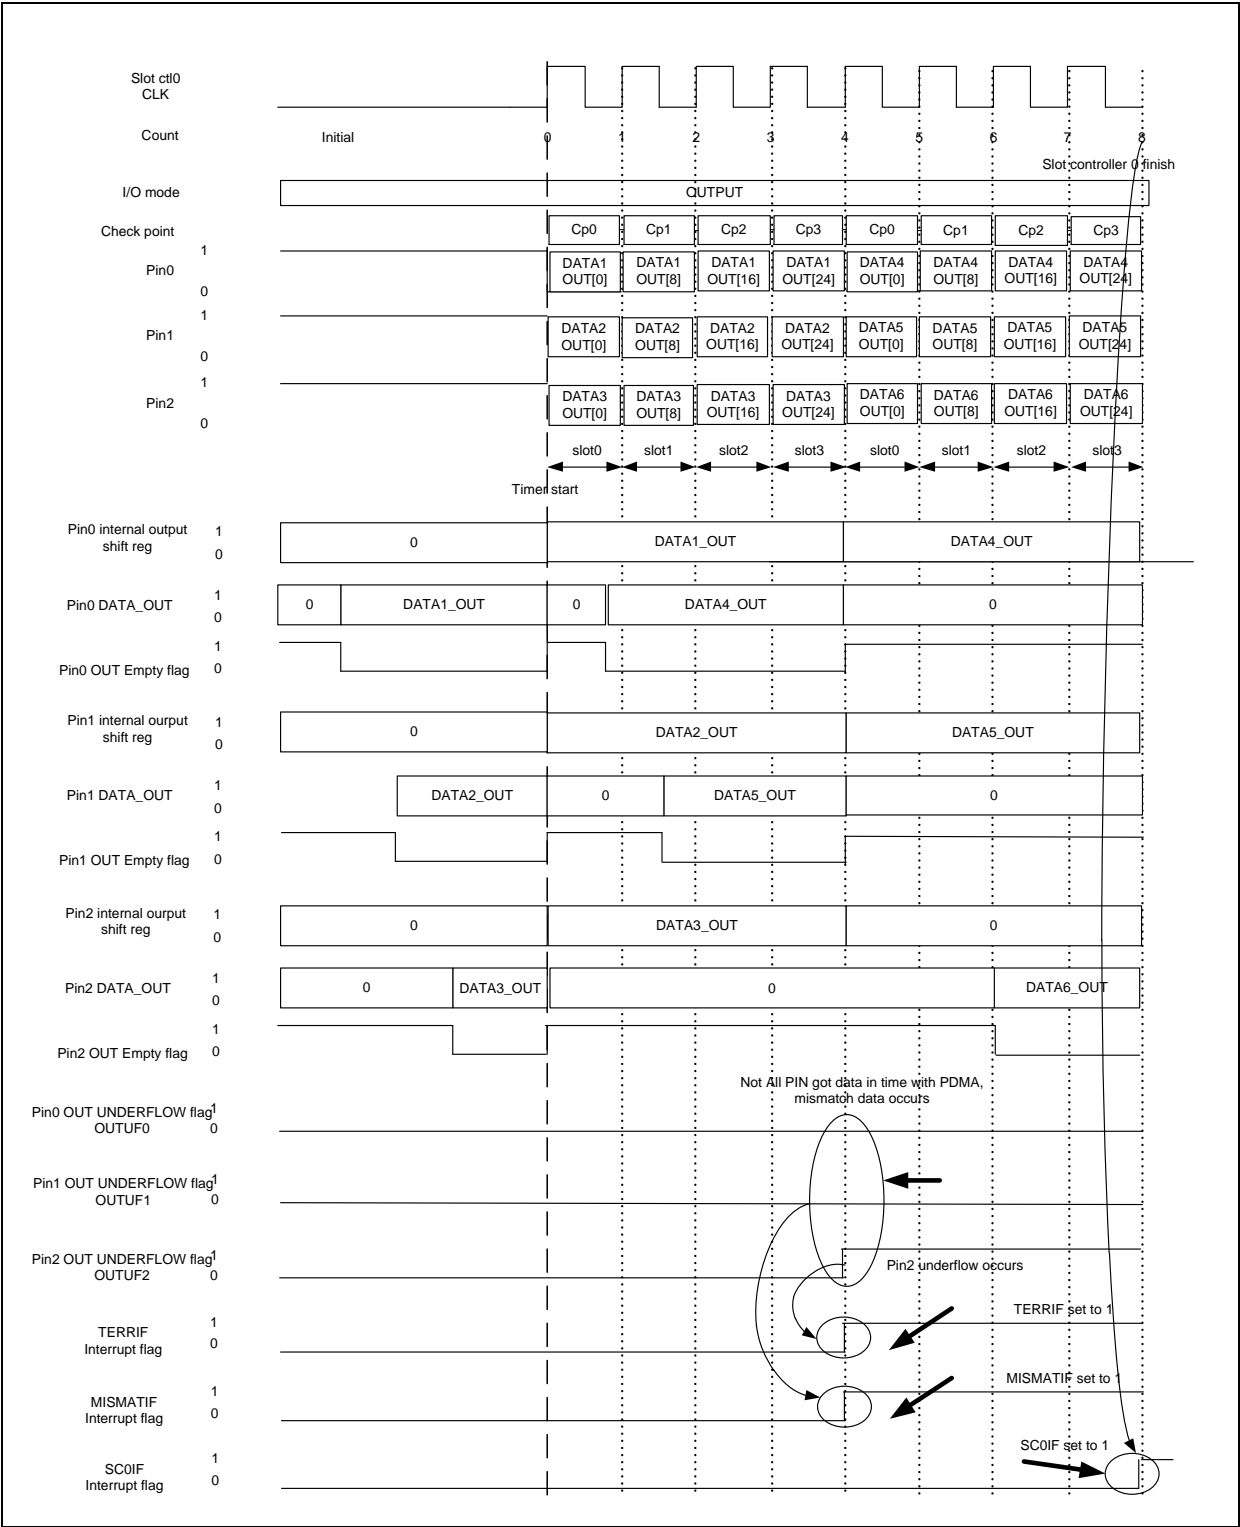 Slot ctl0
CLK
Count Initial 0 1 2 3 4 5 6 7 8
Slot controller 0 finish
I/O mode OUTPUT
Check point Cp0 Cp1 Cp2 Cp3 Cp0 Cp1 Cp2 Cp3
1
Pin0 DATA1 DATA1 DATA1 DATA1 DATA4 DATA4 DATA4 DATA4
OUT[0] OUT[8] OUT[16] OUT[24] OUT[0] OUT[8] OUT[16] OUT[24]
0
1
Pin1 DATA2 DATA2 DATA2 DATA2 DATA5 DATA5 DATA5 DATA5
OUT[0] OUT[8] OUT[16] OUT[24] OUT[0] OUT[8] OUT[16] OUT[24]
0
1
Pin2 DATA3 DATA3 DATA3 DATA3 DATA6 DATA6 DATA6 DATA6
OUT[0] OUT[8] OUT[16] OUT[24] OUT[0] OUT[8] OUT[16] OUT[24]
0
slot0 slot1 slot2 slot3 slot0 slot1 slot2 slot3
Timer start
Pin0 internal output 1
shift reg 0
0 DATA1_OUT DATA4_OUT
Pin0 DATA_OUT 1
0
0 DATA1_OUT 0 DATA4_OUT 0
1
Pin0 OUT Empty flag 0
Pin1 internal ourput 1
shift reg 0
0 DATA2_OUT DATA5_OUT
Pin1 DATA_OUT 1
0
DATA2_OUT 0 DATA5_OUT 0
1
Pin1 OUT Empty flag 0
Pin2 internal ourput 1
shift reg 0
0 DATA3_OUT 0
Pin2 DATA_OUT 1
0
0 DATA3_OUT 0 DATA6_OUT
1
Pin2 OUT Empty flag 0
Not All PIN got data in time with PDMA,
mismatch data occurs
Pin0 OUT UNDERFLOW flag 1
OUTUF0 0
Pin1 OUT UNDERFLOW flag 1
OUTUF1 0
Pin2 OUT UNDERFLOW flag 1
OUTUF2 0
Pin2 underflow occurs
TERRIF 1
Interrupt flag 0
TERRIF set to 1
MISMATIF 1
Interrupt flag 0
MISMATIF set to 1
SC0IF 1
Interrupt flag 0
SC0IF set to 1